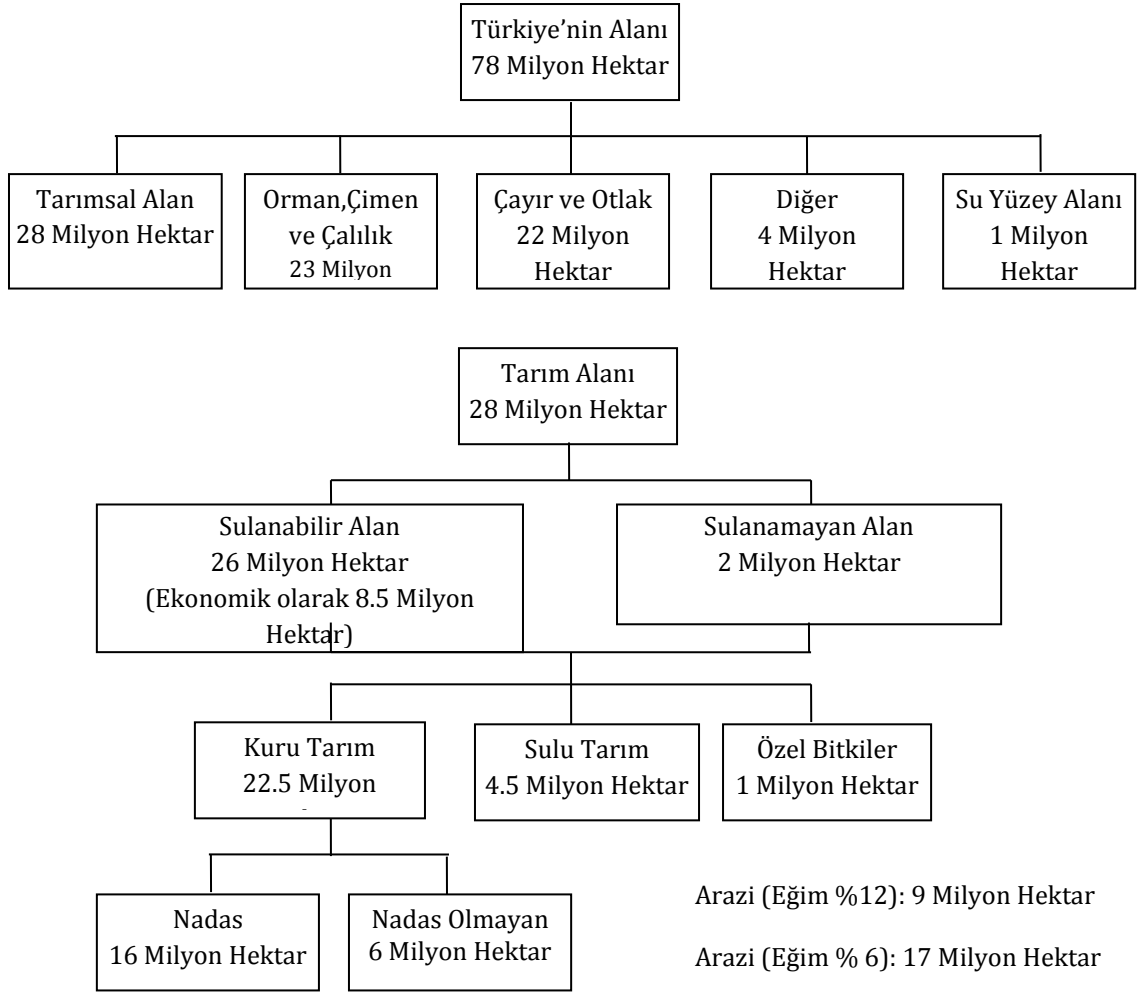 Türkiye’nin Alanı
78 Milyon Hektar
Tarımsal Alan
28 Milyon Hektar
Orman,Çimen
ve Çalılık
23 Milyon
Çayır ve Otlak
22 Milyon
Hektar
Diğer
4 Milyon
Hektar
Su Yüzey Alanı
1 Milyon
Hektar
Tarım Alanı
28 Milyon Hektar
Sulanabilir Alan
26 Milyon Hektar
(Ekonomik olarak 8.5 Milyon
Hektar)
Sulanamayan Alan
2 Milyon Hektar
Kuru Tarım
22.5 Milyon
Sulu Tarım
4.5 Milyon Hektar
Özel Bitkiler
1 Milyon Hektar
Nadas
16 Milyon Hektar
Nadas Olmayan
6 Milyon Hektar
Arazi (Eğim %12): 9 Milyon Hektar
Arazi (Eğim % 6): 17 Milyon Hektar